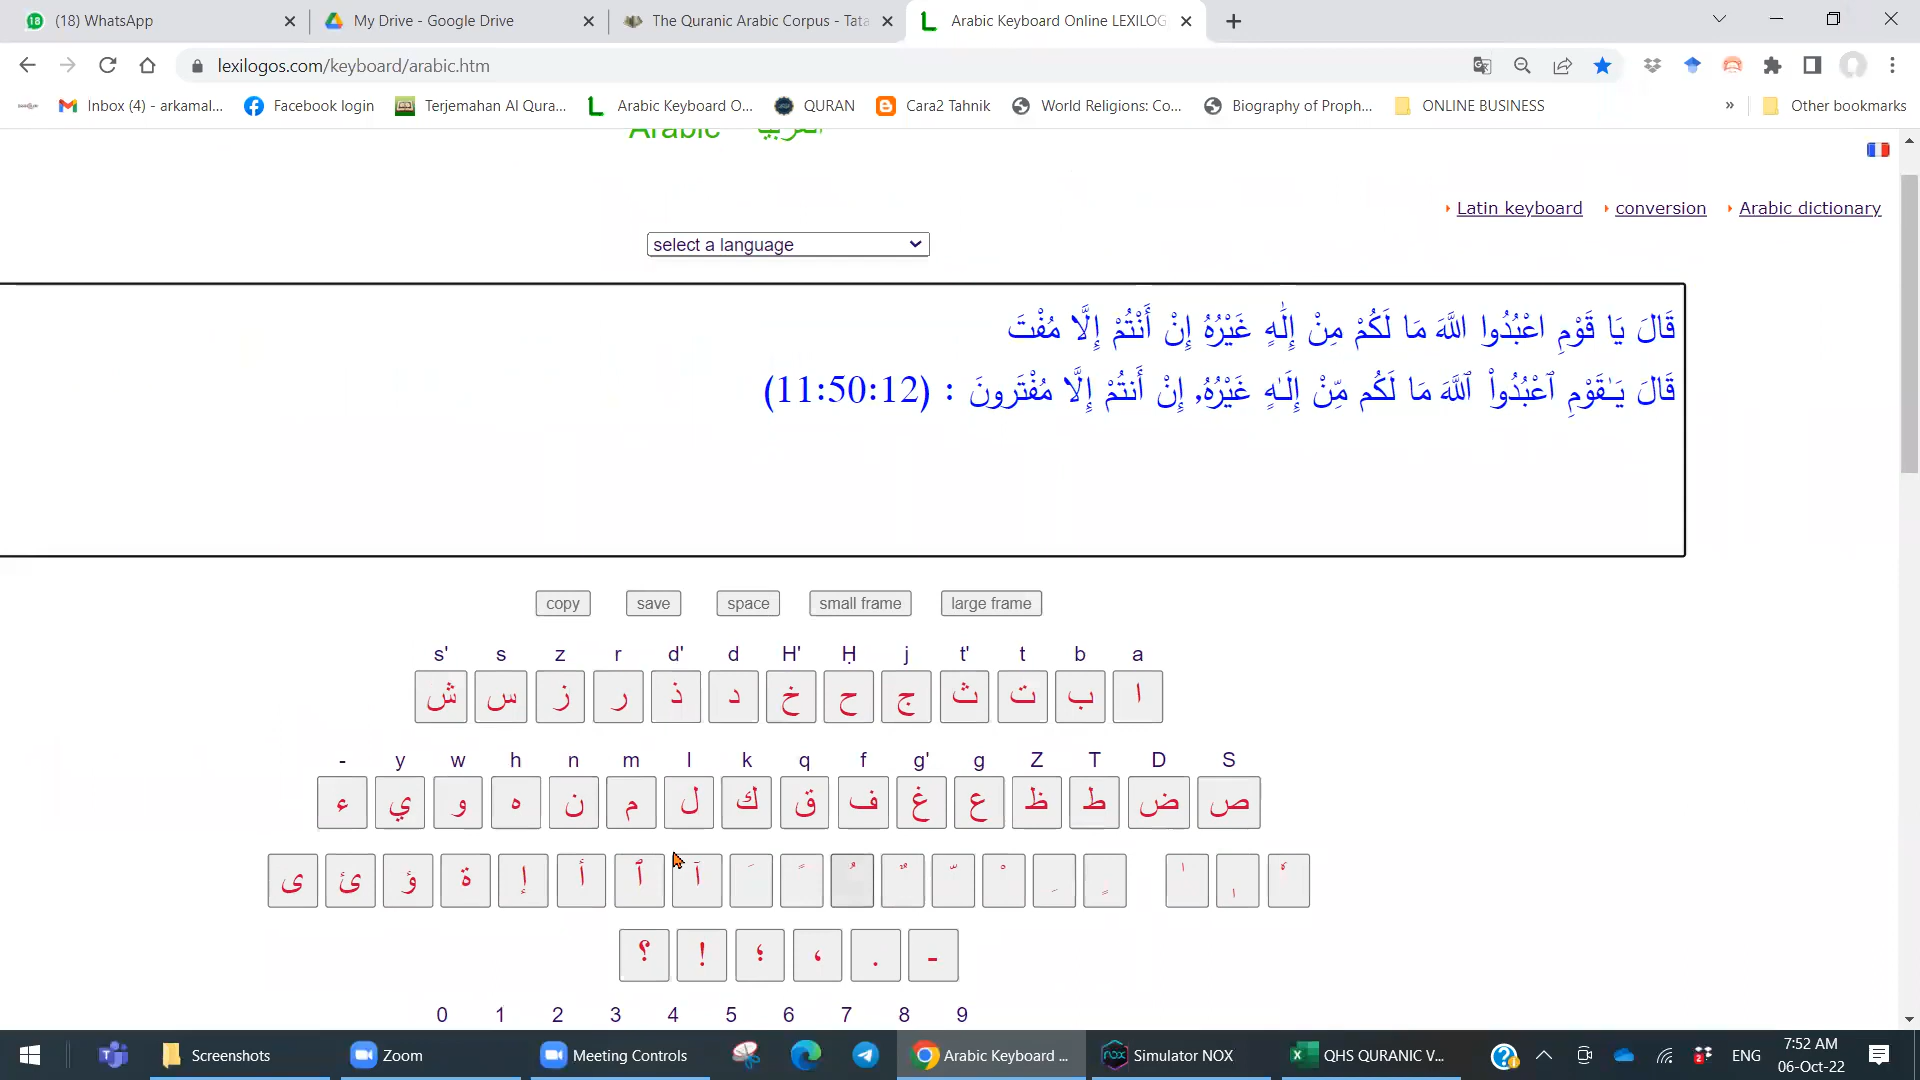 (18) WhatsApp
My Drive - Google Drive
The Quranic Arabic Corpus - Tata
Arabic Keyboard Online LEXILOG
lexilogos.com/keyboard/arabic.htm
Inbox (4) - arkamal...
Facebook login
Terjemahan Al Qura...
Arabic Keyboard O...
QURAN
Cara2 Tahnik
World Religions: Co...
Biography of Proph...
ONLINE BUSINESS
»
Other bookmarks
Arabic العربية
Latin keyboard conversion Arabic dictionary
select a language
قَالَ يَا قَوْمِ اعْبُدُوا اللَّهَ مَا لَكُمْ مِنْ إِلَٰهٍ غَيْرُهُ إِنْ أَنْتُمْ إِلَّا مُفْتَ
قَالَ يَـٰقَوْمِ ٱعْبُدُوا۟ ٱللَّهَ مَا لَكُم مِّنْ إِلَـٰهٍ غَيْرُهُۥ إِنْ أَنتُمْ إِلَّا مُفْتَرونَ : (11:50:12)
copy save space small frame large frame
s' s z r d' d H' Ḥ j t' t b a
ش س ز ر ذ د خ ح ج ث ت ب ا
- y w h n m l k q f g' g Z T D S
ء ي و ه ن م ل ك ق ف غ ع ظ ط ض ص
ى ئ ؤ ة إ أ ٱ آ َ ً ُ ٌ ّ ْ ِ ٍ ٰ ٖ ٗ
؟ ! ؛ ، . -
0 1 2 3 4 5 6 7 8 9
Screenshots
Zoom
Meeting Controls
Arabic Keyboard ...
Simulator NOX
QHS QURANIC V...
ENG
7:52 AM
06-Oct-22